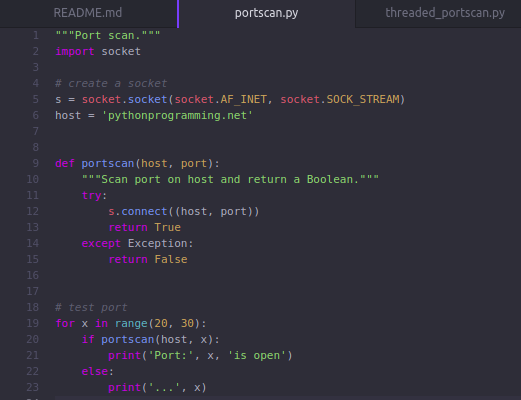 README.md portscan.py threaded_portscan.py
1 """Port scan."""
2 import socket
3
4 # create a socket
5 s = socket.socket(socket.AF_INET, socket.SOCK_STREAM)
6 host = 'pythonprogramming.net'
7
8
9 def portscan(host, port):
10     """Scan port on host and return a Boolean."""
11     try:
12         s.connect((host, port))
13         return True
14     except Exception:
15         return False
16
17
18 # test port
19 for x in range(20, 30):
20     if portscan(host, x):
21         print('Port:', x, 'is open')
22     else:
23         print('...', x)